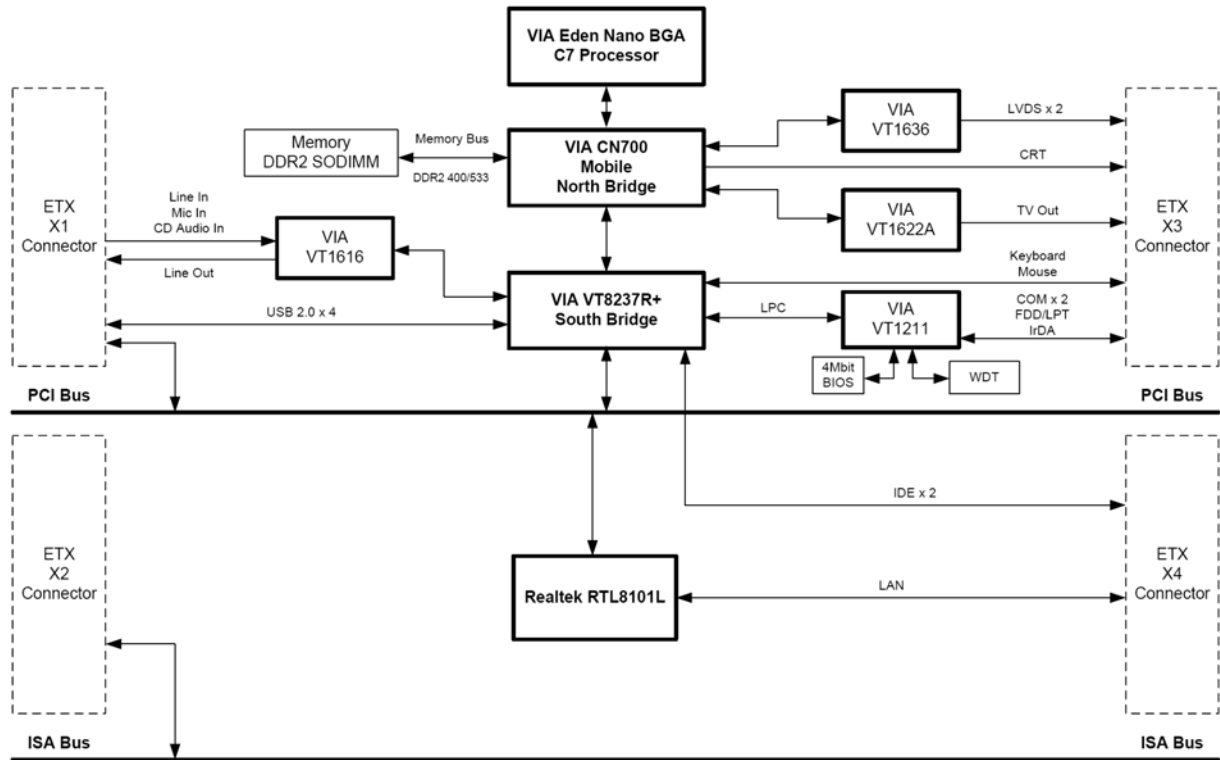 VIA Eden Nano BGA
C7 Processor
Memory
DDR2 SODIMM
Memory Bus
DDR2 400/533
VIA CN700
Mobile
North Bridge
VIA
VT1636
LVDS x 2
CRT
VIA
VT1622A
TV Out
ETX
X1
Connector
Line In
Mic In
CD Audio In
Line Out
VIA
VT1616
USB 2.0 x 4
VIA VT8237R+
South Bridge
Keyboard
Mouse
LPC
VIA
VT1211
COM x 2
FDD/LPT
IrDA
4Mbit
BIOS
WDT
ETX
X3
Connector
PCI Bus
PCI Bus
ETX
X2
Connector
IDE x 2
Realtek RTL8101L
LAN
ETX
X4
Connector
ISA Bus
ISA Bus